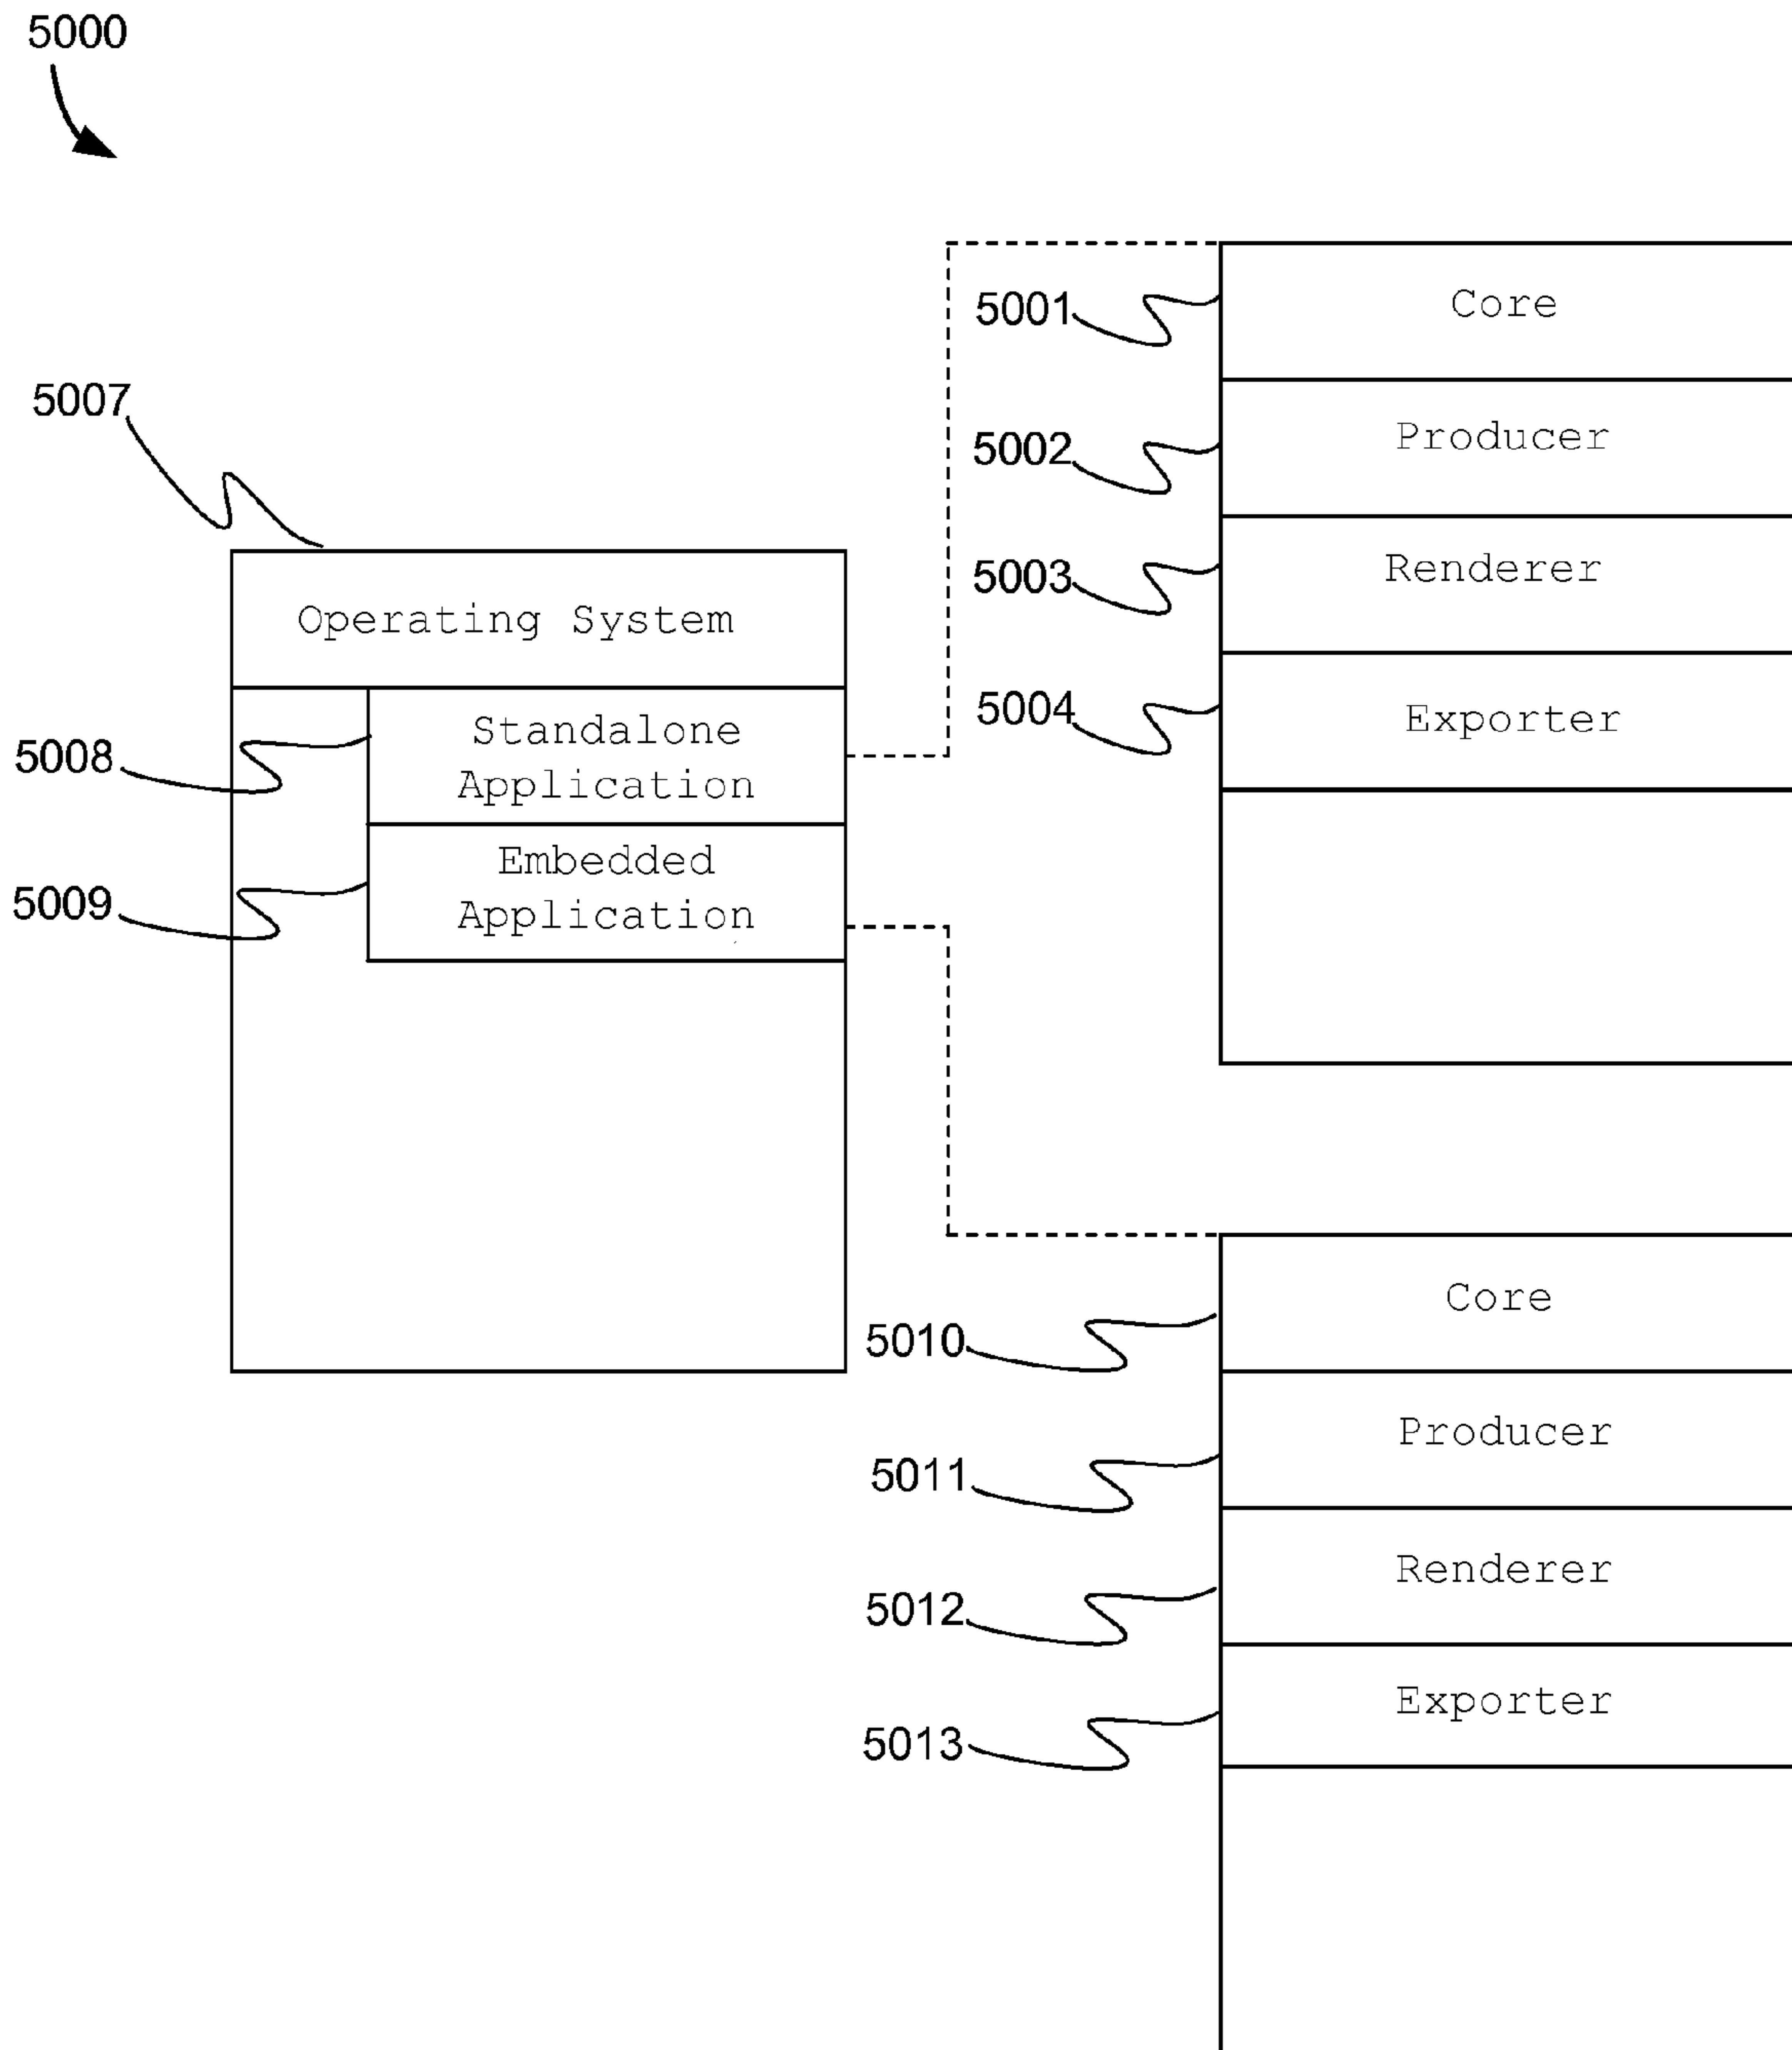 5000
5001
Core
5002
Producer
5003
Renderer
5004
Exporter
5007
Operating System
5008
Standalone
Application
5009
Embedded
Application
5010
Core
5011
Producer
5012
Renderer
5013
Exporter